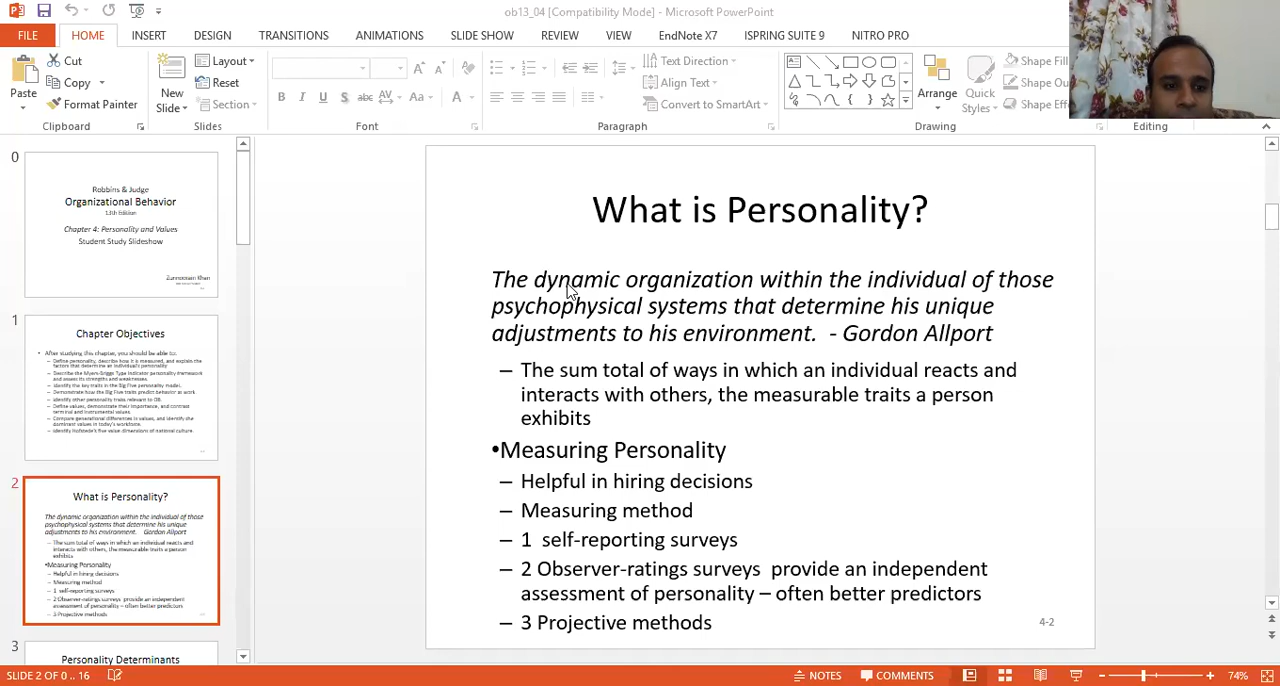 ob13_04 [Compatibility Mode] - Microsoft PowerPoint
FILE HOME INSERT DESIGN TRANSITIONS ANIMATIONS SLIDE SHOW REVIEW VIEW EndNote X7 ISPRING SUITE 9 NITRO PRO
Paste
Cut
Copy
Format Painter
Clipboard
New
Slide
Layout
Reset
Section
Slides
B I U S abc AV Aa A
Font
Text Direction
Align Text
Convert to SmartArt
Paragraph
Arrange
Quick
Styles
Shape Fill
Shape Ou
Shape Effe
Drawing
Editing
0
Robbins & Judge
Organizational Behavior
13th Edition
Chapter 4: Personality and Values
Student Study Slideshow
Zunnoorain Khan
1
Chapter Objectives
• After studying this chapter, you should be able to:
– Define personality, describe how it is measured, and explain the
factors that determine an individual's personality.
– Describe the Myers-Briggs Type Indicator personality framework
and assess its strengths and weaknesses.
– Identify the key traits in the Big Five personality model.
– Demonstrate how the Big Five traits predict behavior at work.
– Identify other personality traits relevant to OB.
– Define values, demonstrate their importance, and contrast
terminal and instrumental values.
– Compare generational differences in values, and identify the
dominant values in today's workforce.
– Identify Hofstede's five value dimensions of national culture.
2
What is Personality?
The dynamic organization within the individual of those
psychophysical systems that determine his unique
adjustments to his environment. Gordon Allport
– The sum total of ways in which an individual reacts and
interacts with others, the measurable traits a person
exhibits
•Measuring Personality
– Helpful in hiring decisions
– Measuring method
– 1 self-reporting surveys
– 2 Observer-ratings surveys provide an independent
assessment of personality – often better predictors
– 3 Projective methods
3
Personality Determinants
What is Personality?
The dynamic organization within the individual of those
psychophysical systems that determine his unique
adjustments to his environment. - Gordon Allport
– The sum total of ways in which an individual reacts and
interacts with others, the measurable traits a person
exhibits
•Measuring Personality
– Helpful in hiring decisions
– Measuring method
– 1 self-reporting surveys
– 2 Observer-ratings surveys provide an independent
assessment of personality – often better predictors
– 3 Projective methods
4-2
SLIDE 2 OF 0 .. 16
NOTES COMMENTS 74%